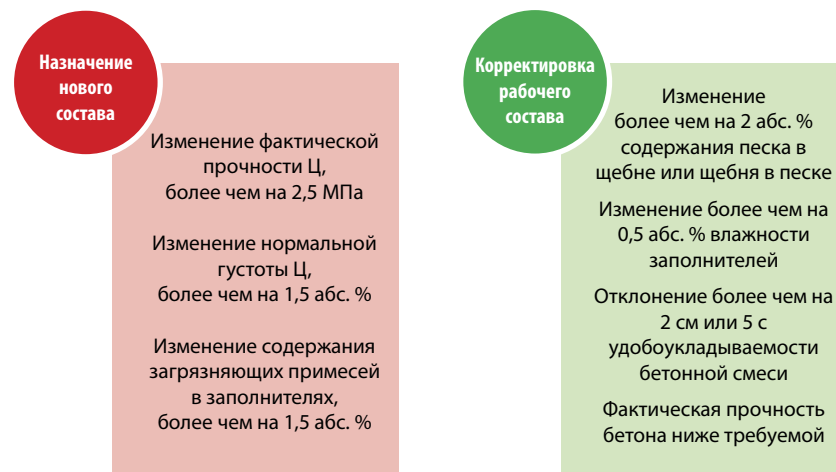 Назначение
нового
состава
Изменение фактической
прочности Ц,
более чем на 2,5 МПа
Изменение нормальной
густоты Ц,
более чем на 1,5 абс. %
Изменение содержания
загрязняющих примесей
в заполнителях,
более чем на 1,5 абс. %
Корректировка
рабочего
состава
Изменение
более чем на 2 абс. %
содержания песка в
щебне или щебня в песке
Изменение более чем на
0,5 абс. % влажности
заполнителей
Отклонение более чем на
2 см или 5 с
удобоукладываемости
бетонной смеси
Фактическая прочность
бетона ниже требуемой